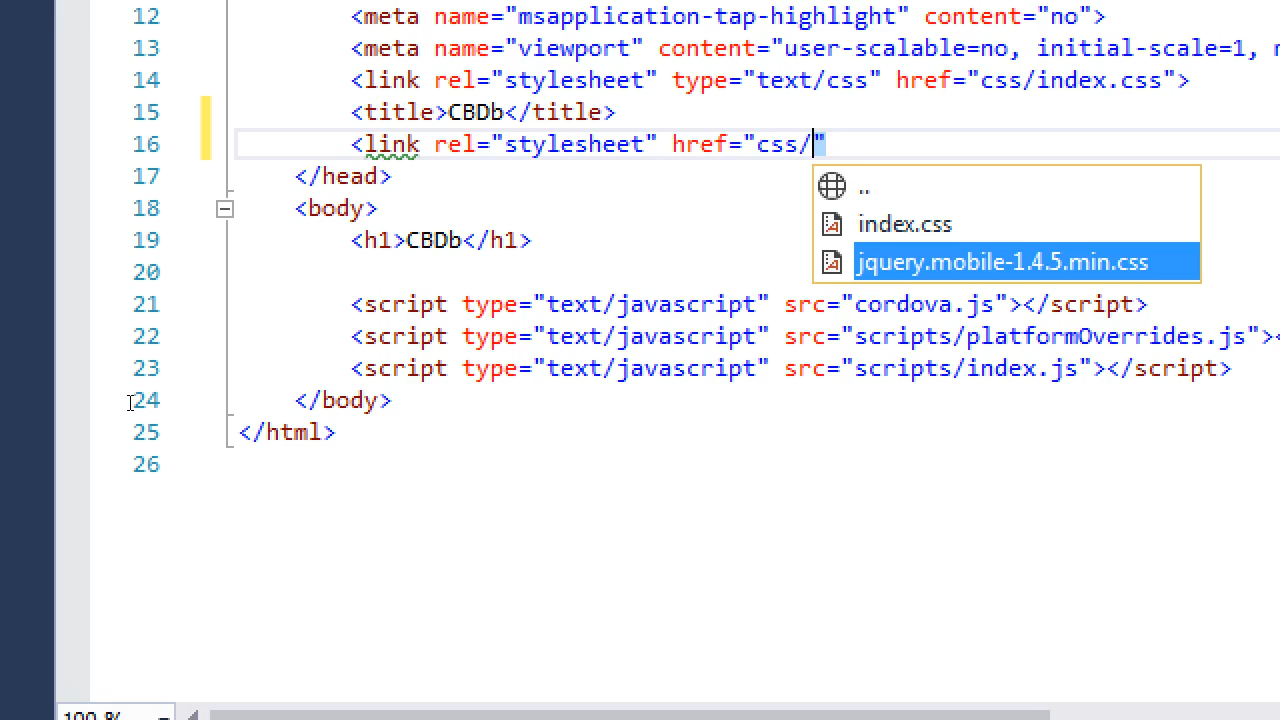 12 <meta name="msapplication-tap-highlight" content="no">
13 <meta name="viewport" content="user-scalable=no, initial-scale=1,
14 <link rel="stylesheet" type="text/css" href="css/index.css">
15 <title>CBDb</title>
16 <link rel="stylesheet" href="css/"
..
17 </head>
18 <body>
index.css
19 <h1>CBDb</h1>
jquery.mobile-1.4.5.min.css
20
21 <script type="text/javascript" src="cordova.js"></script>
22 <script type="text/javascript" src="scripts/platformOverrides.js"><
23 <script type="text/javascript" src="scripts/index.js"></script>
24 </body>
25 </html>
26
100 %